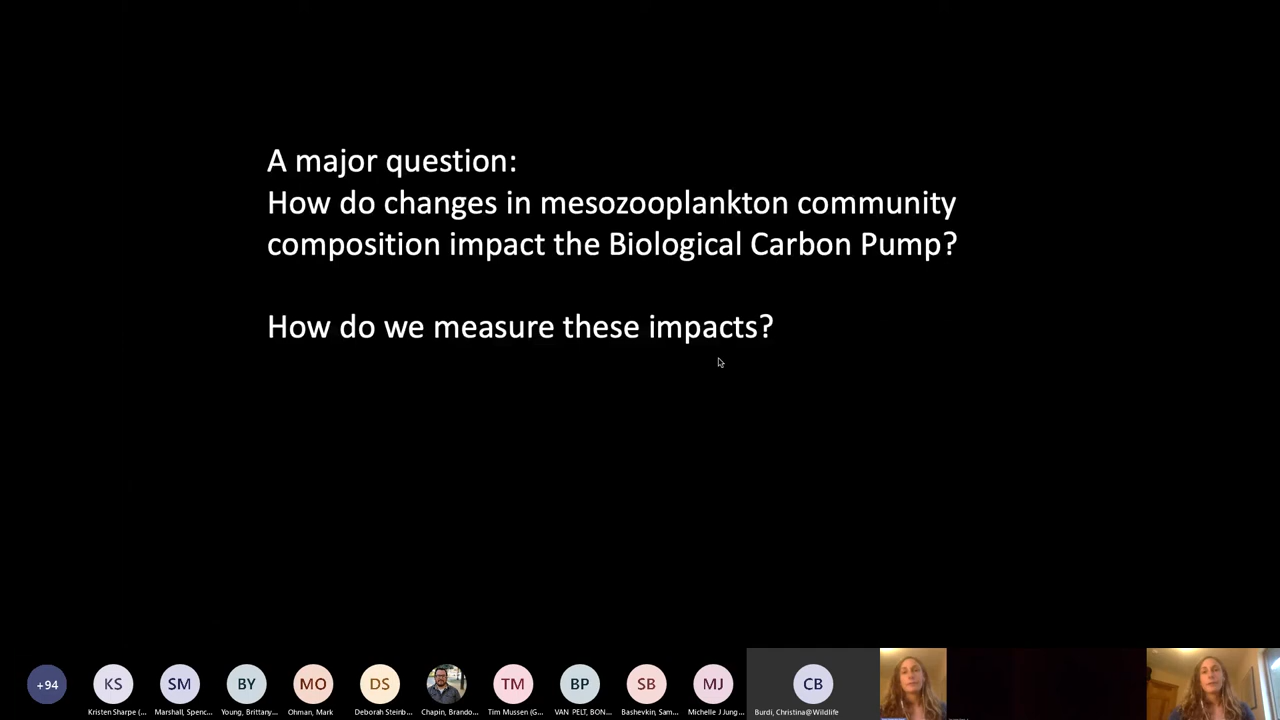 A major question:
How do changes in mesozooplankton community
composition impact the Biological Carbon Pump?
How do we measure these impacts?
+94
KS
SM
BY
MO
DS
TM
BP
SB
MJ
CB
Kristen Sharpe (...
Marshall, Spenc...
Young, Brittany...
Ohman, Mark
Deborah Steinb...
Chapin, Brando...
Tim Mussen (G...
VAN PELT, BON...
Bashevkin, Sam...
Michelle J Jung...
Burdi, Christina@Wildlife